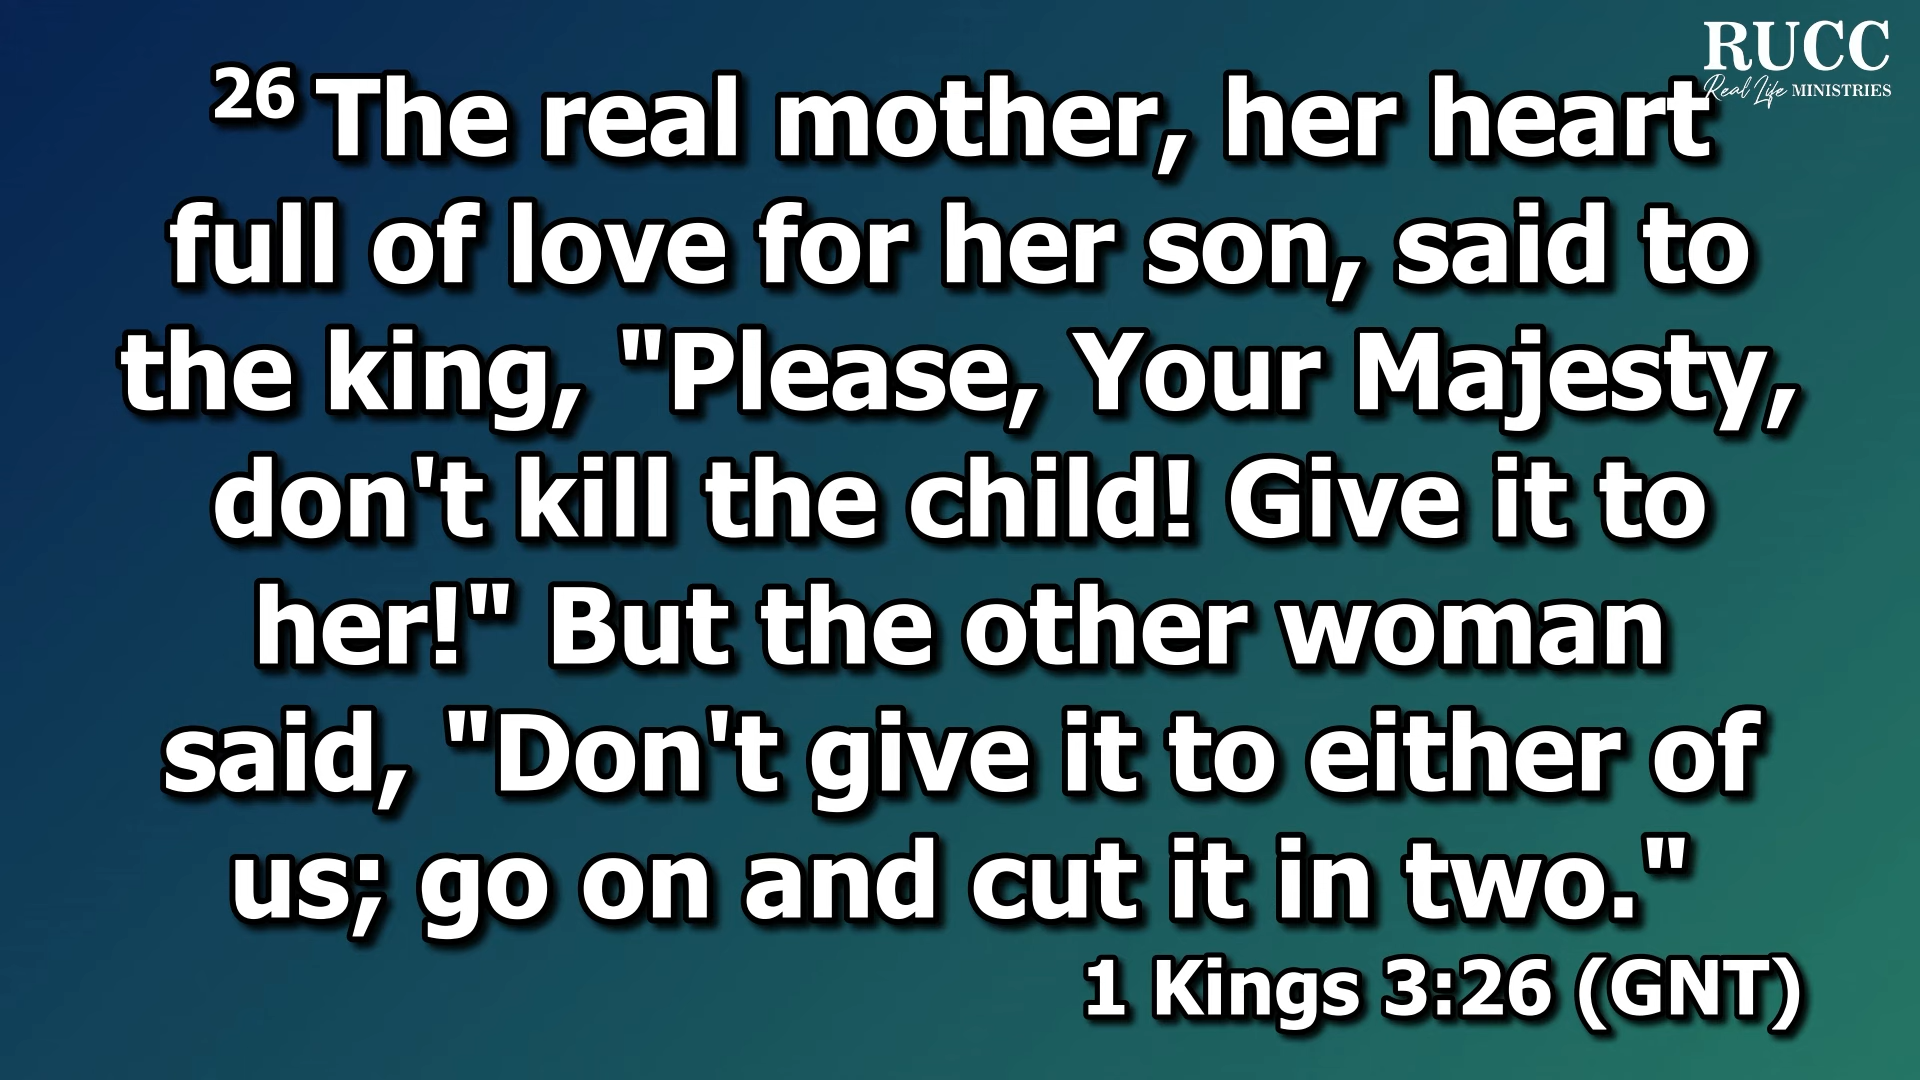 RUCC
Real Life MINISTRIES
26 The real mother, her heart
full of love for her son, said to
the king, "Please, Your Majesty,
don't kill the child! Give it to
her!" But the other woman
said, "Don't give it to either of
us; go on and cut it in two."
1 Kings 3:26 (GNT)